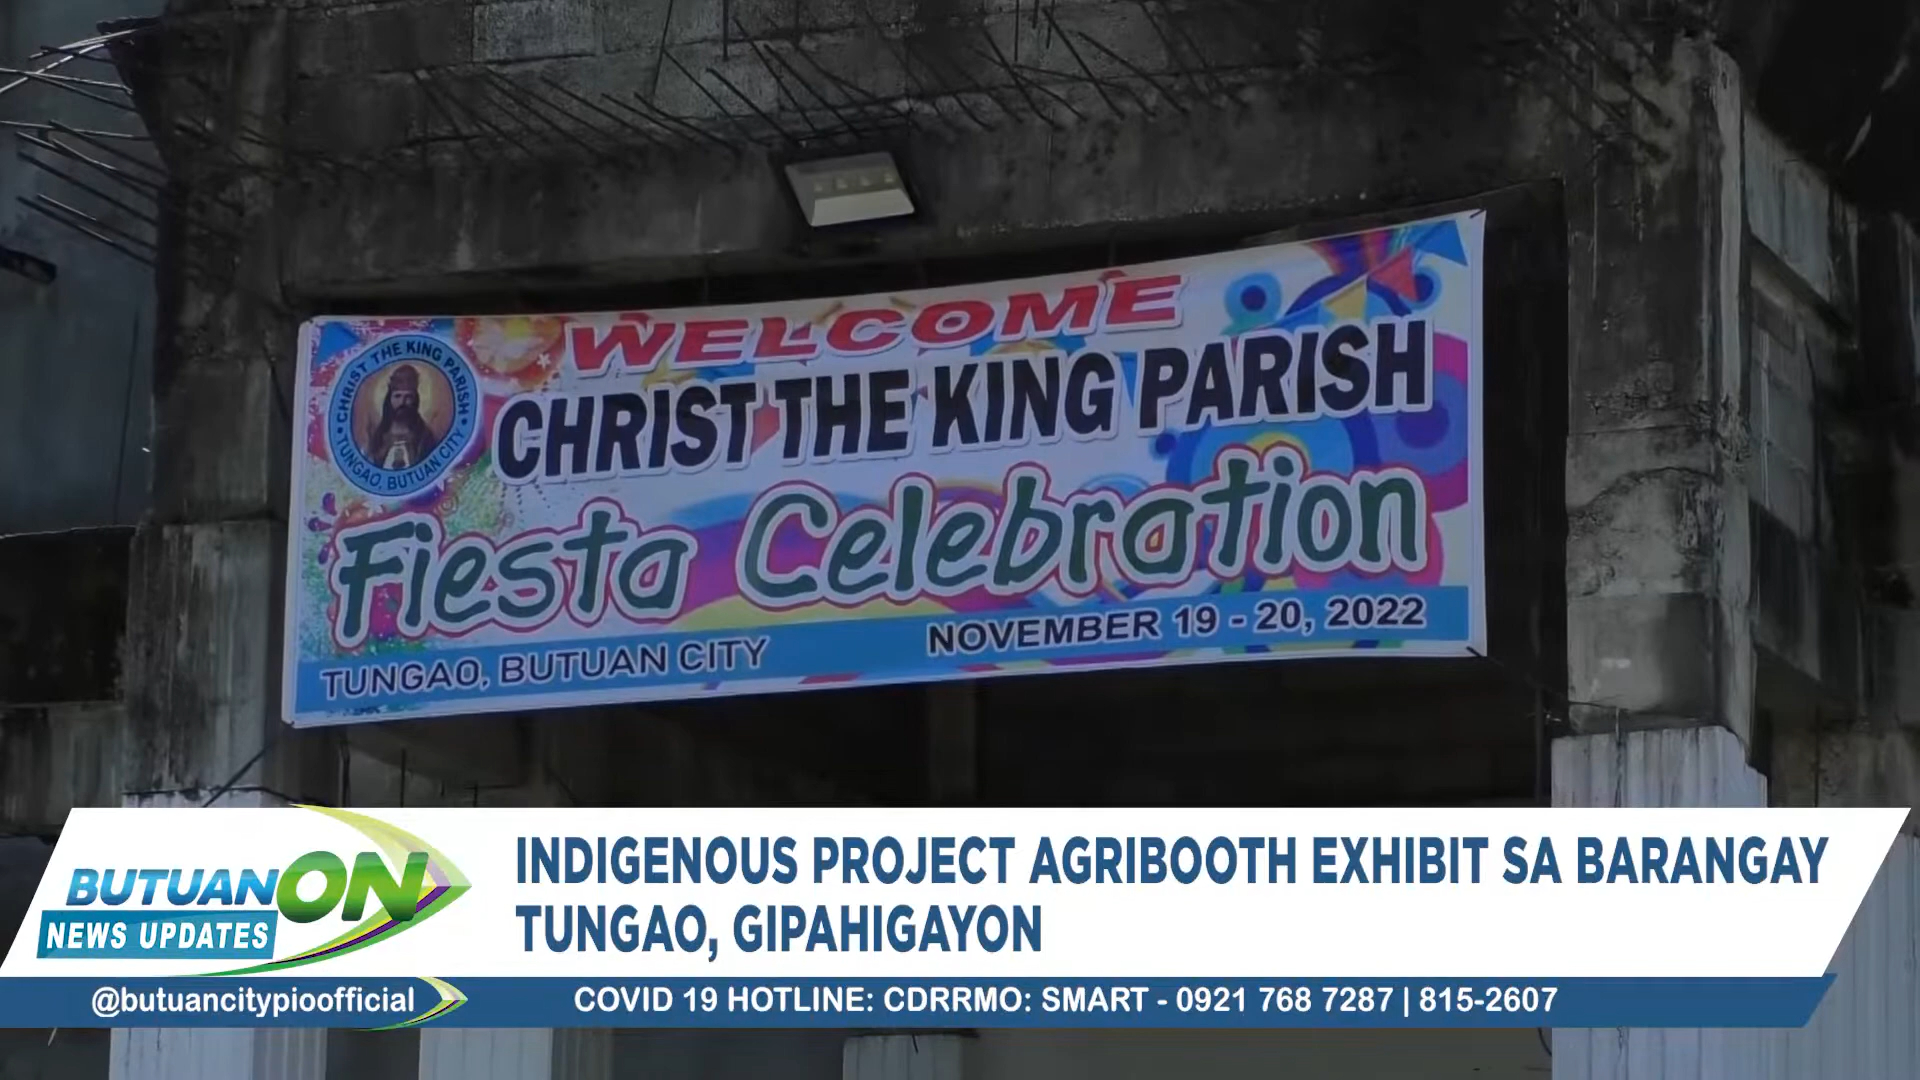 WELCOME
CHRIST THE KING PARISH
Fiesta Celebration
TUNGAO, BUTUAN CITY
NOVEMBER 19 - 20, 2022
CHRIST THE KING PARISH
TUNGAO, BUTUAN CITY
BUTUAN ON
NEWS UPDATES
INDIGENOUS PROJECT AGRIBOOTH EXHIBIT SA BARANGAY
TUNGAO, GIPAHIGAYON
@butuancitypioofficial
COVID 19 HOTLINE: CDRRMO: SMART - 0921 768 7287 | 815-2607